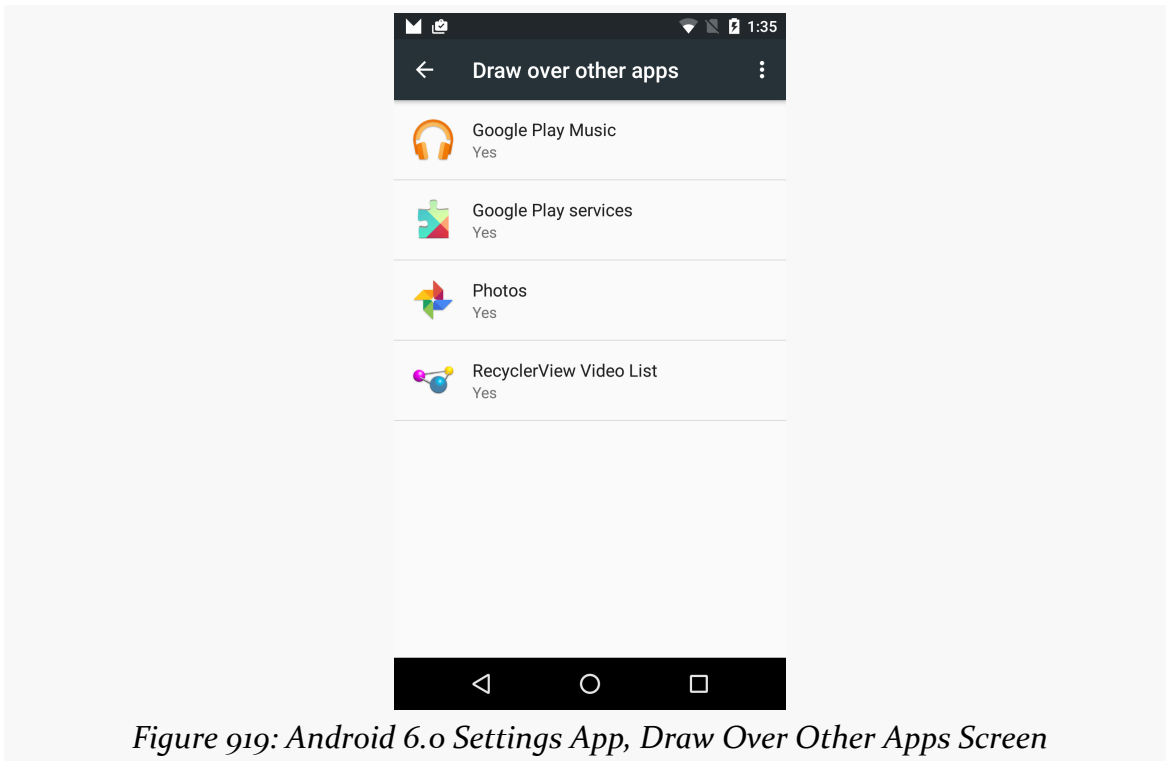 1:35
Draw over other apps
Google Play Music
Yes
Google Play services
Yes
Photos
Yes
RecyclerView Video List
Yes
Figure 919: Android 6.0 Settings App, Draw Over Other Apps Screen